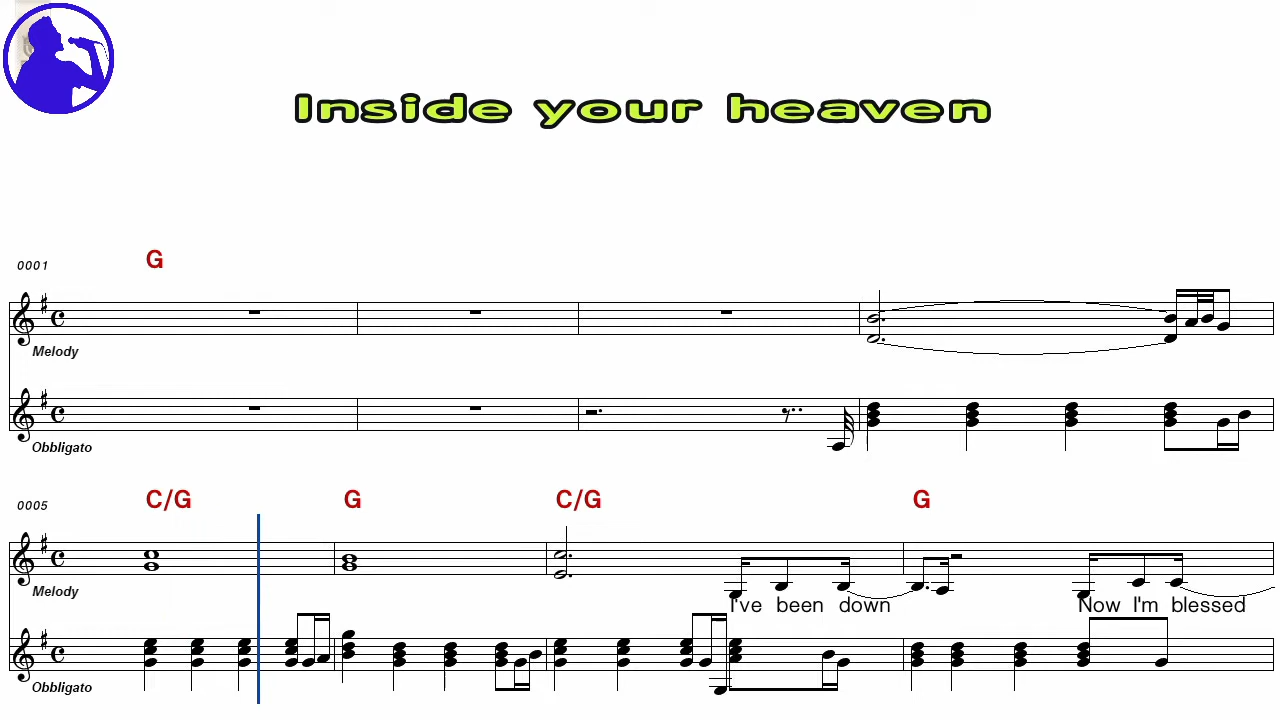 Inside your heaven
0001
G
Melody
Obbligato
0005
C/G G C/G G
Melody
I've been down Now I'm blessed
Obbligato